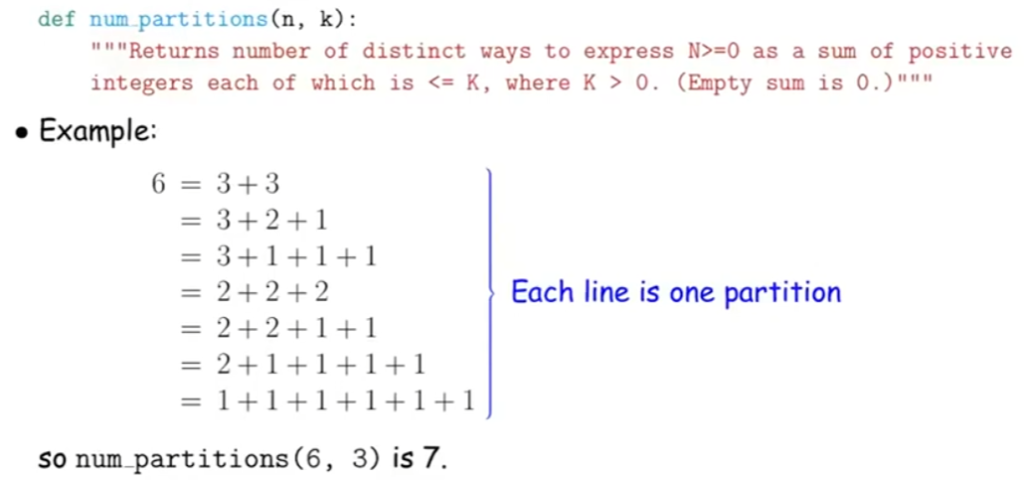 def num_partitions(n, k):
"""Returns number of distinct ways to express N>=0 as a sum of positive
integers each of which is <= K, where K > 0. (Empty sum is 0.)"""
• Example:
6 = 3+3
= 3+2+1
= 3+1+1+1
= 2+2+2
= 2+2+1+1
= 2+1+1+1+1
= 1+1+1+1+1+1
Each line is one partition
so num_partitions(6, 3) is 7.